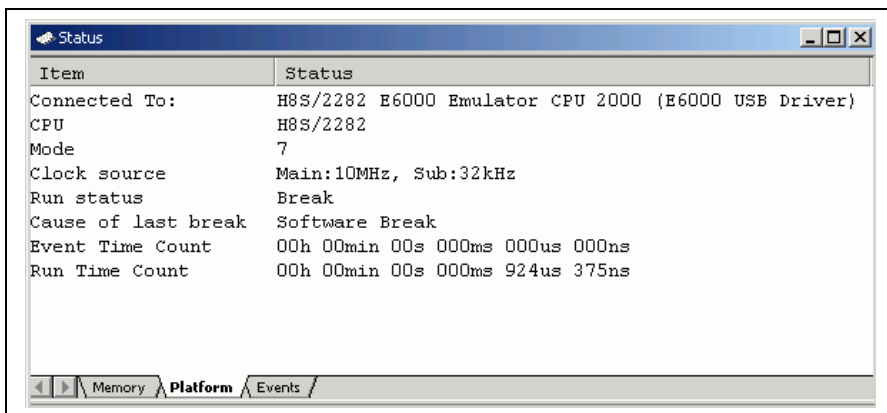 Status
Item Status
Connected To: H8S/2282 E6000 Emulator CPU 2000 (E6000 USB Driver)
CPU H8S/2282
Mode 7
Clock source Main:10MHz, Sub:32kHz
Run status Break
Cause of last break Software Break
Event Time Count 00h 00min 00s 000ms 000us 000ns
Run Time Count 00h 00min 00s 000ms 924us 375ns
Memory Platform Events